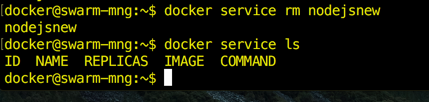 docker@swarm-mng:~$ docker service rm nodejsnew
nodejsnew
docker@swarm-mng:~$ docker service ls
ID  NAME  REPLICAS  IMAGE  COMMAND
docker@swarm-mng:~$